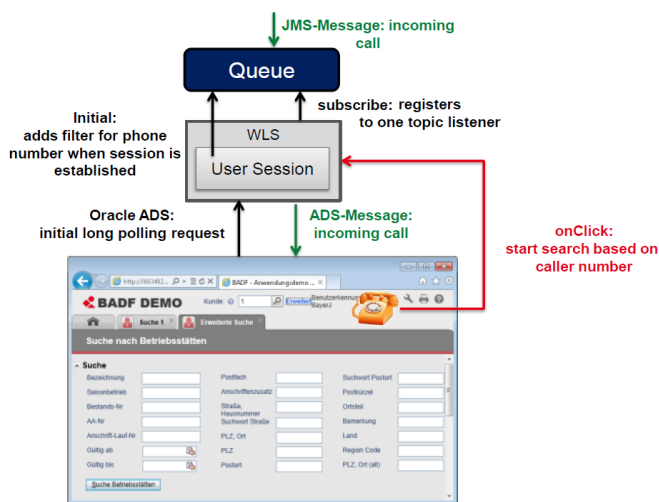 JMS-Message: incoming
call
Queue
Initial:
adds filter for phone
number when session is
established
subscribe: registers
to one topic listener
WLS
User Session
Oracle ADS:
initial long polling request
ADS-Message:
incoming call
onClick:
start search based on
caller number
BADF - Anwendungsdemo ...
BADF DEMO
Kunde:
1
Erweitert
Benutzerkennung
BayerJ
Suche 1
Erweiterte Suche
Suche nach Betriebsstätten
Suche
Bezeichnung
Postfach
Suchwort Postort
Saisonbetrieb
Anschriftenzusatz
Postkürzel
Bestands-Nr
Straße,
Hausnummer
Ortsteil
AA-Nr
Suchwort Straße
Bemerkung
Anschrift-Lauf-Nr
PLZ, Ort
Land
Gültig ab
PLZ
Region Code
Gültig bis
Postort
PLZ, Ort (alt)
Suche Betriebsstätten